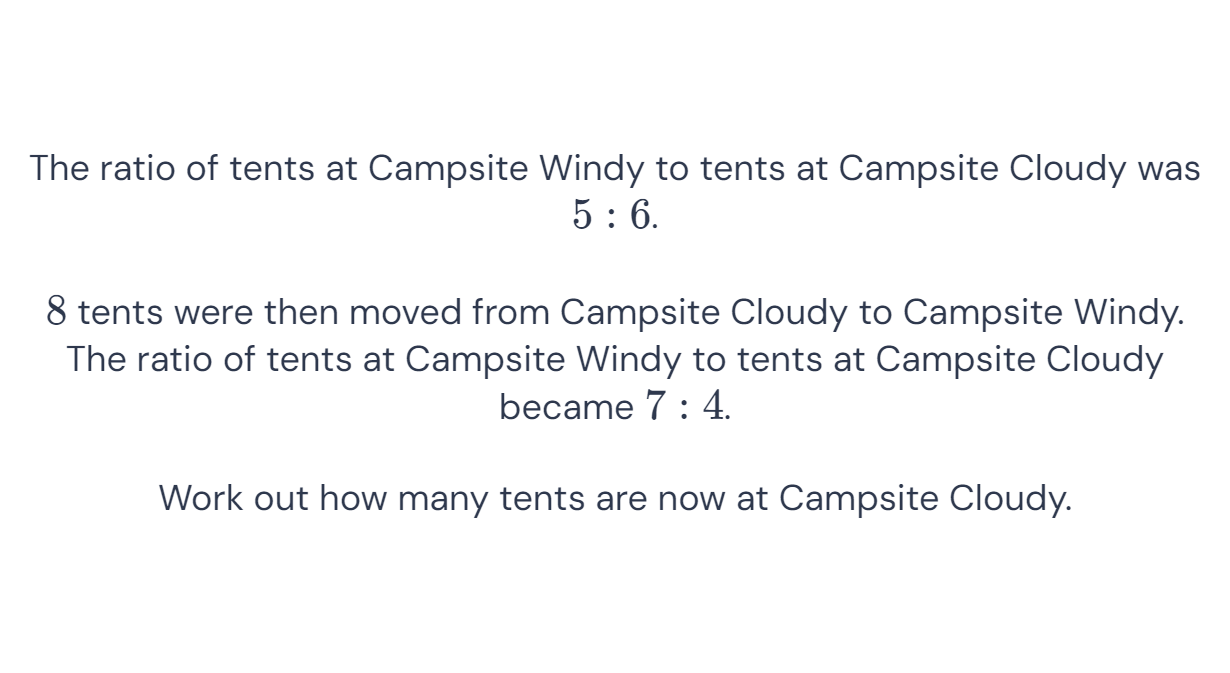 The ratio of tents at Campsite Windy to tents at Campsite Cloudy was
5 : 6.
8 tents were then moved from Campsite Cloudy to Campsite Windy.
The ratio of tents at Campsite Windy to tents at Campsite Cloudy
became 7 : 4.
Work out how many tents are now at Campsite Cloudy.